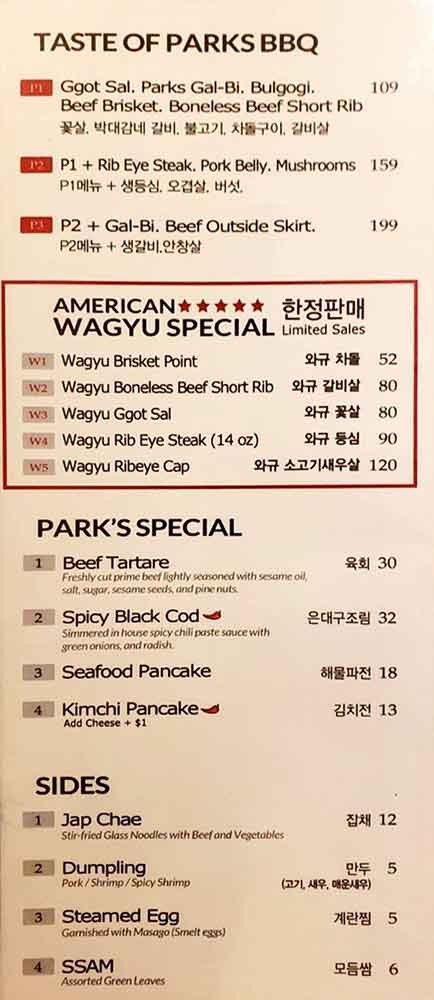 TASTE OF PARKS BBQ
P1 Ggot Sal. Parks Gal-Bi. Bulgogi. 109
Beef Brisket. Boneless Beef Short Rib
꽃살, 박대감네 갈비, 불고기, 차돌구이, 갈비살
P2 P1 + Rib Eye Steak. Pork Belly. Mushrooms 159
P1메뉴 + 생등심, 오겹살, 버섯,
P3 P2 + Gal-Bi. Beef Outside Skirt. 199
P2메뉴 + 생갈비,안창살
AMERICAN★★★★★ 한정판매
WAGYU SPECIAL Limited Sales
W1 Wagyu Brisket Point 와규 차돌 52
W2 Wagyu Boneless Beef Short Rib 와규 갈비살 80
W3 Wagyu Ggot Sal 와규 꽃살 80
W4 Wagyu Rib Eye Steak (14 oz) 와규 등심 90
W5 Wagyu Ribeye Cap 와규 소고기새우살 120
PARK'S SPECIAL
1 Beef Tartare 육회 30
Freshly cut prime beef lightly seasoned with sesame oil,
salt, sugar, sesame seeds, and pine nuts.
2 Spicy Black Cod 은대구조림 32
Simmered in house spicy chili paste sauce with
green onions, and radish.
3 Seafood Pancake 해물파전 18
4 Kimchi Pancake 김치전 13
Add Cheese + $1
SIDES
1 Jap Chae 잡채 12
Stir-fried Glass Noodles with Beef and Vegetables
2 Dumpling 만두 5
Pork / Shrimp / Spicy Shrimp (고기, 새우, 매운새우)
3 Steamed Egg 계란찜 5
Garnished with Masago (Smelt eggs)
4 SSAM 모듬쌈 6
Assorted Green Leaves